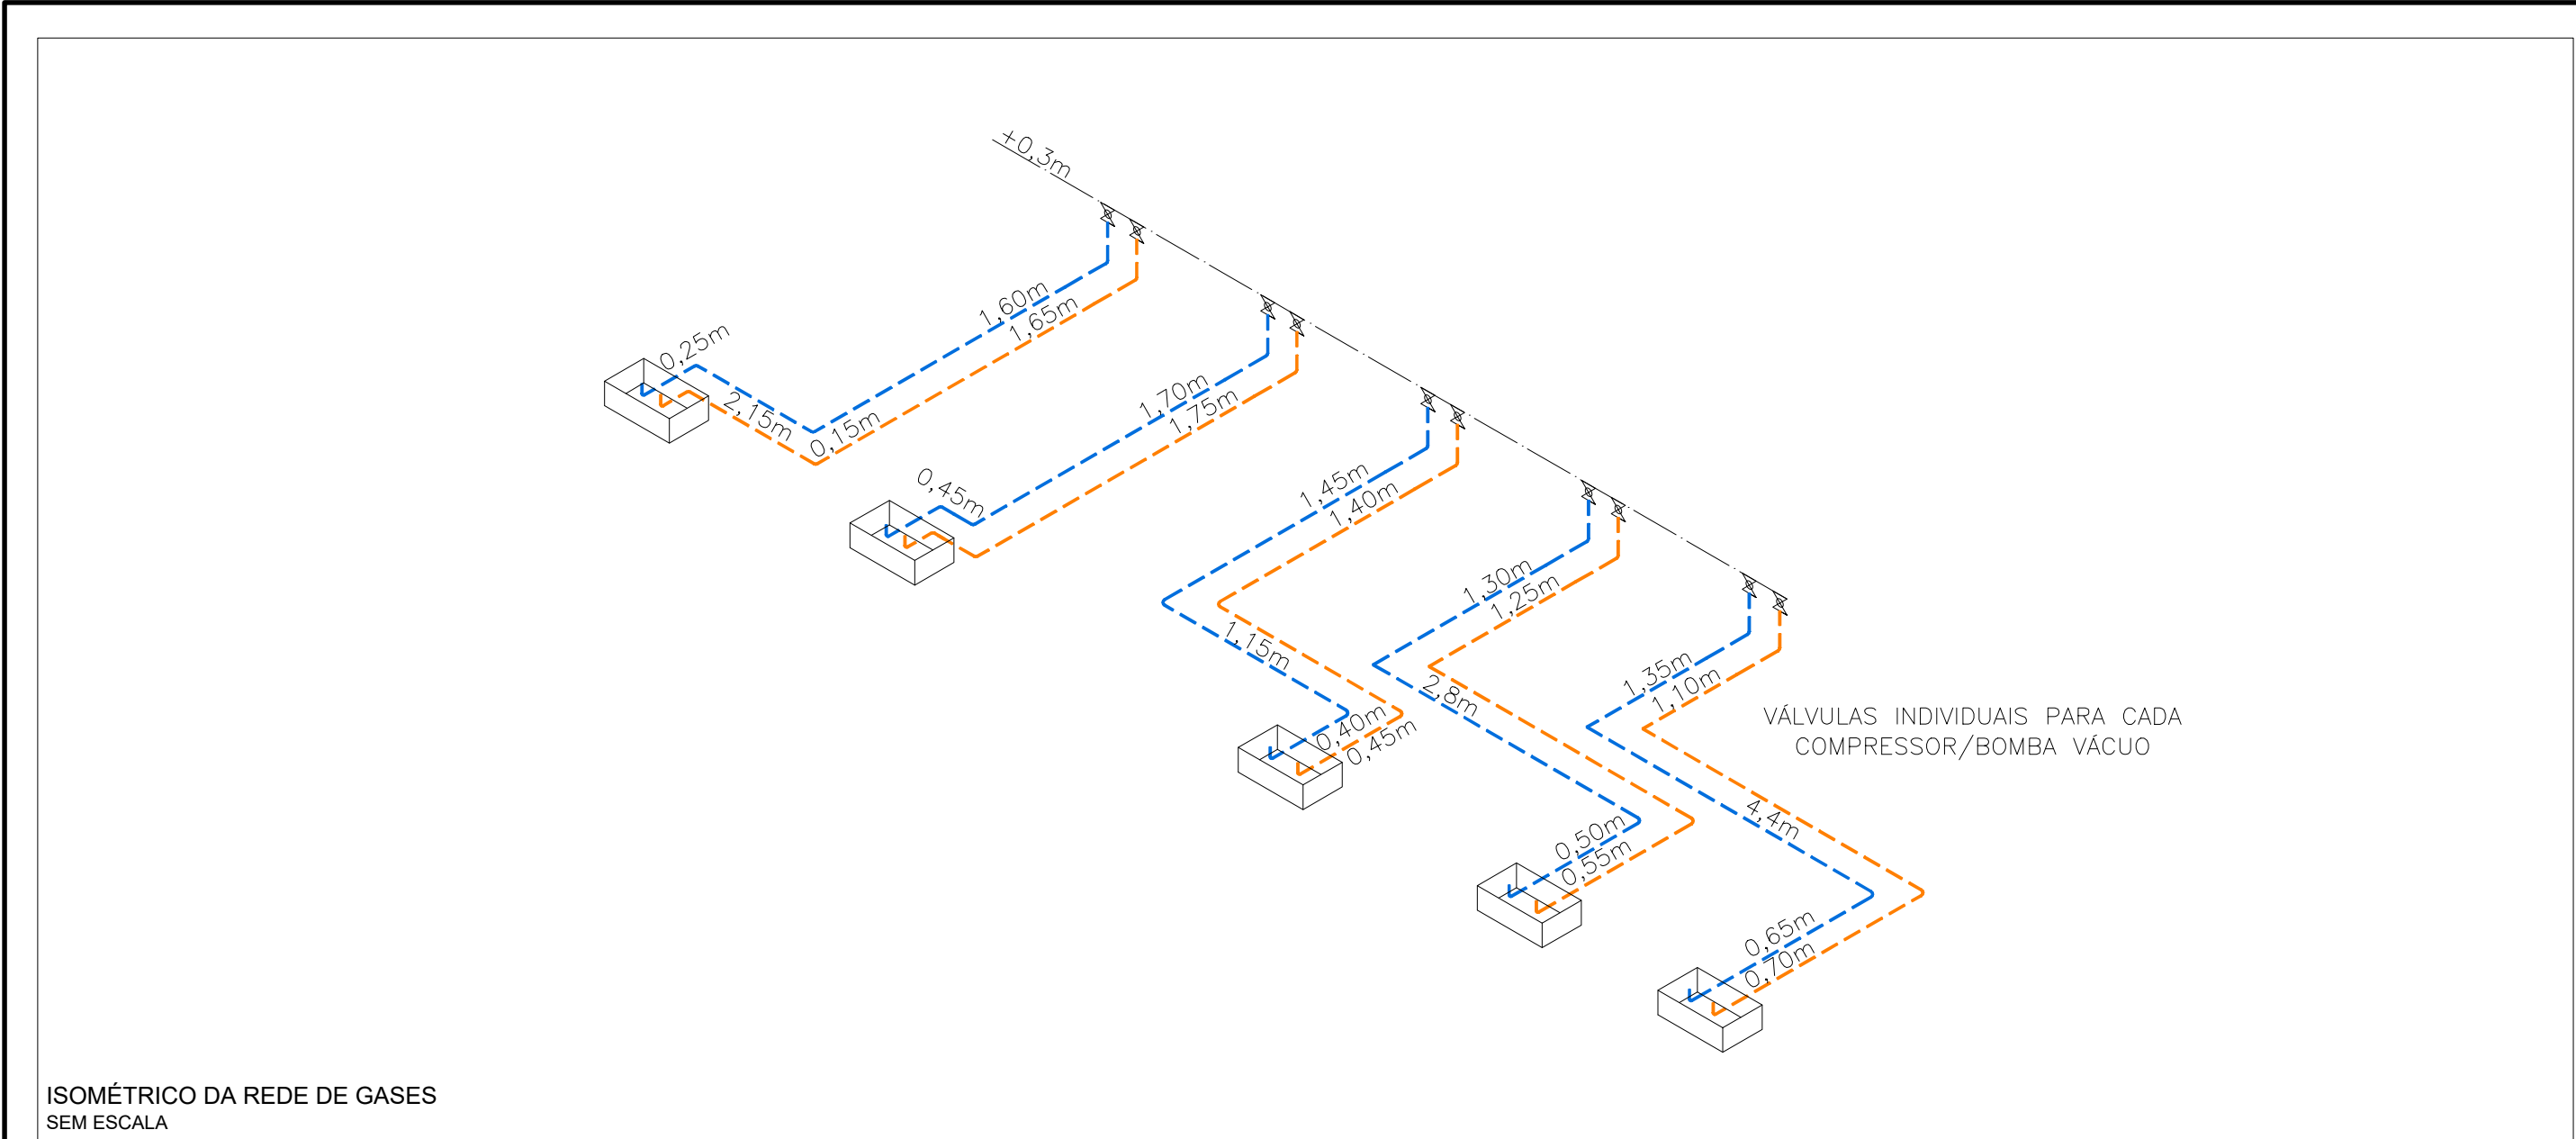 +0,3m
1,60m
1,65m
0,25m
2,15m
0,15m
1,70m
1,75m
0,45m
1,45m
1,40m
1,15m
0,40m
0,45m
1,30m
1,25m
2,8m
0,50m
0,55m
1,35m
1,10m
4,4m
0,65m
0,70m
VÁLVULAS INDIVIDUAIS PARA CADA
COMPRESSOR/BOMBA VÁCUO
ISOMÉTRICO DA REDE DE GASES
SEM ESCALA